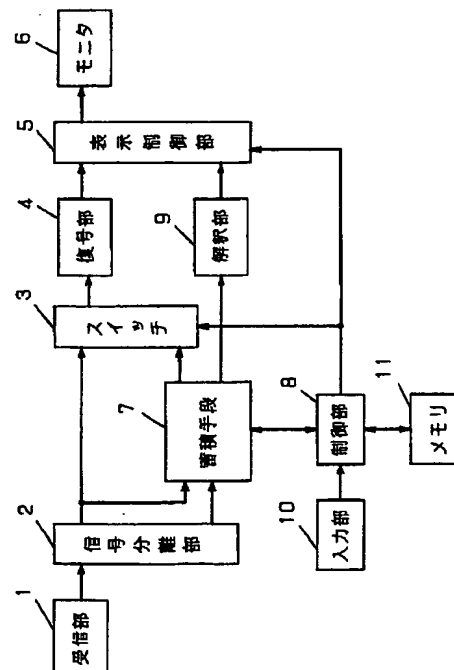 1
受信部
2
信号分離部
3
スイッチ
4
復号部
5
表示制御部
6
モニタ
7
蓄積手段
8
制御部
9
解釈部
10
入力部
11
メモリ